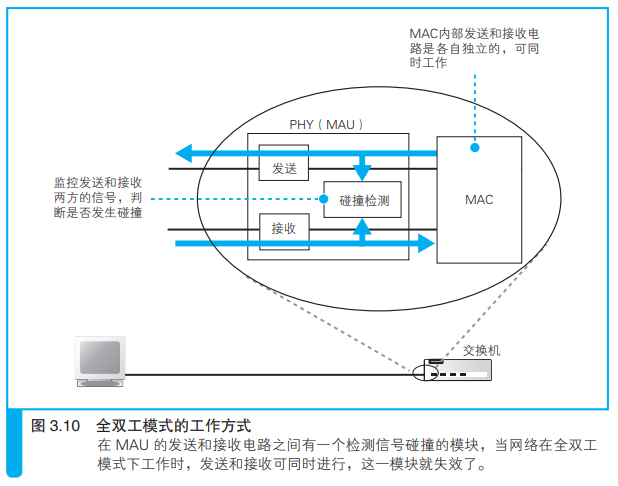 MAC内部发送和接收电
路是各自独立的，可同
时工作
PHY（MAU）
发送
监控发送和接收
两方的信号，判
断是否发生碰撞
碰撞检测
MAC
接收
交换机
图 3.10 全双工模式的工作方式
在 MAU 的发送和接收电路之间有一个检测信号碰撞的模块，当网络在全双工
模式下工作时，发送和接收可同时进行，这一模块就失效了。